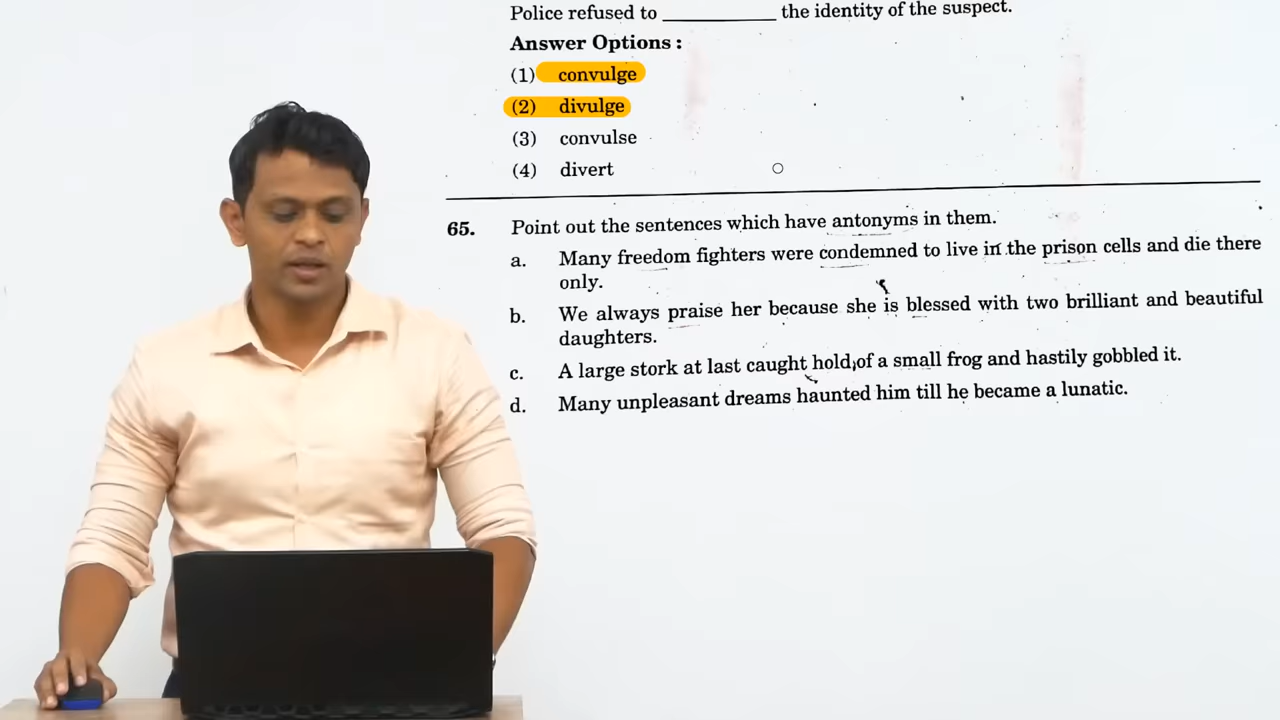 Police refused to __________ the identity of the suspect.
Answer Options :
(1) convulge
(2) divulge
(3) convulse
(4) divert
65. Point out the sentences which have antonyms in them.
a. Many freedom fighters were condemned to live in the prison cells and die there
only.
b. We always praise her because she is blessed with two brilliant and beautiful
daughters.
c. A large stork at last caught hold of a small frog and hastily gobbled it.
d. Many unpleasant dreams haunted him till he became a lunatic.